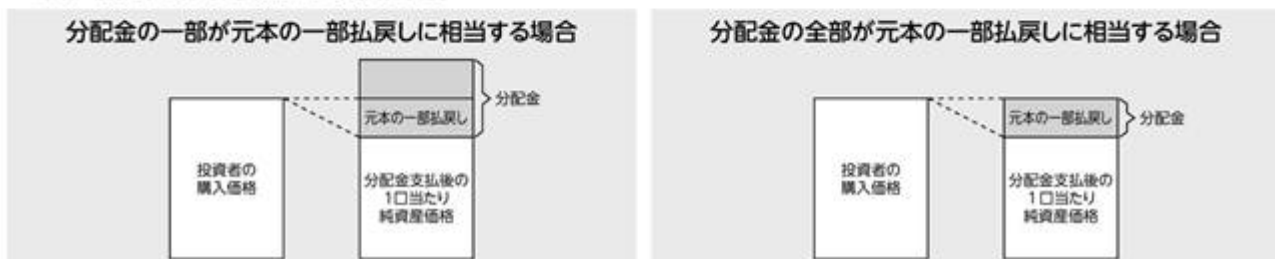 分配金の一部が元本の一部払戻しに相当する場合
分配金
元本の一部払戻し
投資者の
購入価格
分配金支払後の
1口当たり
純資産価格
分配金の全部が元本の一部払戻しに相当する場合
元本の一部払戻し
分配金
投資者の
購入価格
分配金支払後の
1口当たり
純資産価格